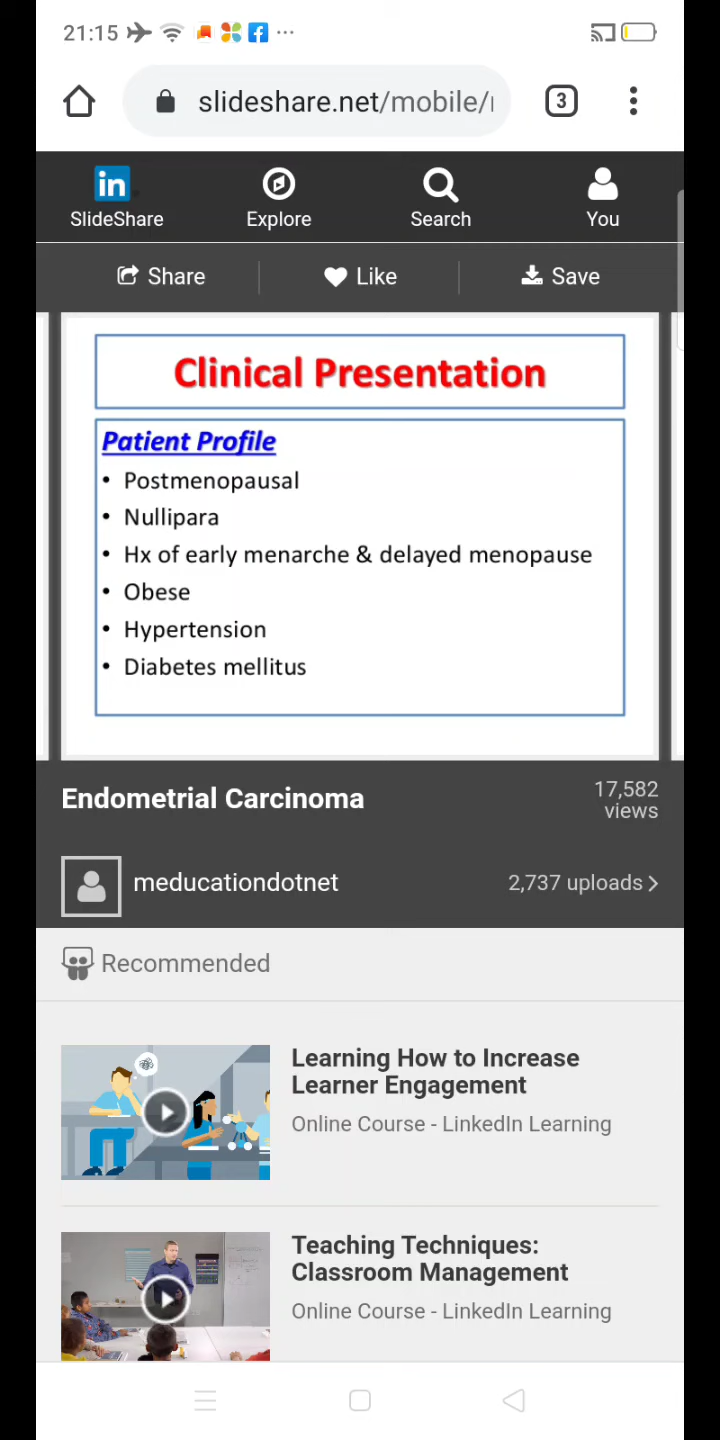 21:15
slideshare.net/mobile/
3
in
SlideShare
Explore
Search
You
Share
Like
Save
Clinical Presentation
Patient Profile
• Postmenopausal
• Nullipara
• Hx of early menarche & delayed menopause
• Obese
• Hypertension
• Diabetes mellitus
Endometrial Carcinoma
17,582
views
meducationdotnet
2,737 uploads
Recommended
Learning How to Increase
Learner Engagement
Online Course - LinkedIn Learning
Teaching Techniques:
Classroom Management
Online Course - LinkedIn Learning